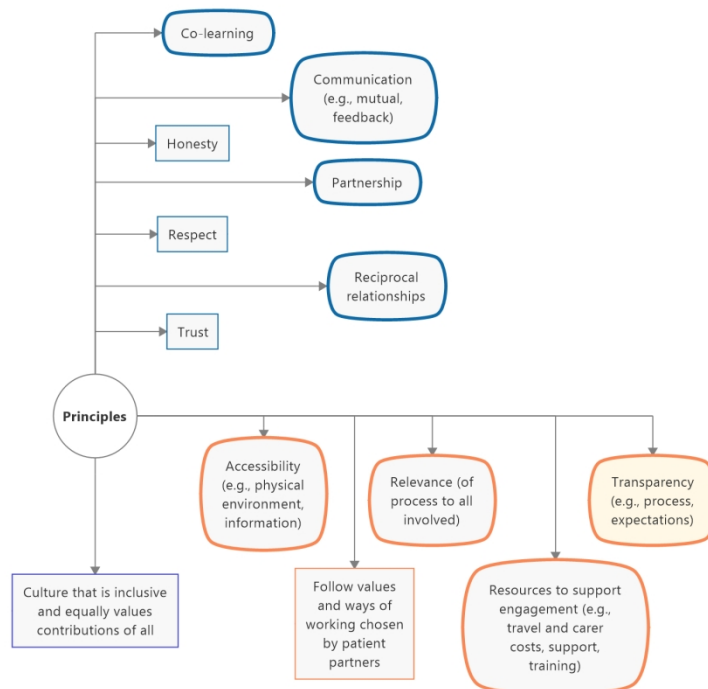 Co-learning
Communication
(e.g., mutual,
feedback)
Honesty
Partnership
Respect
Reciprocal
relationships
Trust
Principles
Accessibility
(e.g., physical
environment,
information)
Relevance (of
process to all
involved)
Transparency
(e.g., process,
expectations)
Culture that is inclusive
and equally values
contributions of all
Follow values
and ways of
working chosen
by patient
partners
Resources to support
engagement (e.g.,
travel and carer
costs, support,
training)